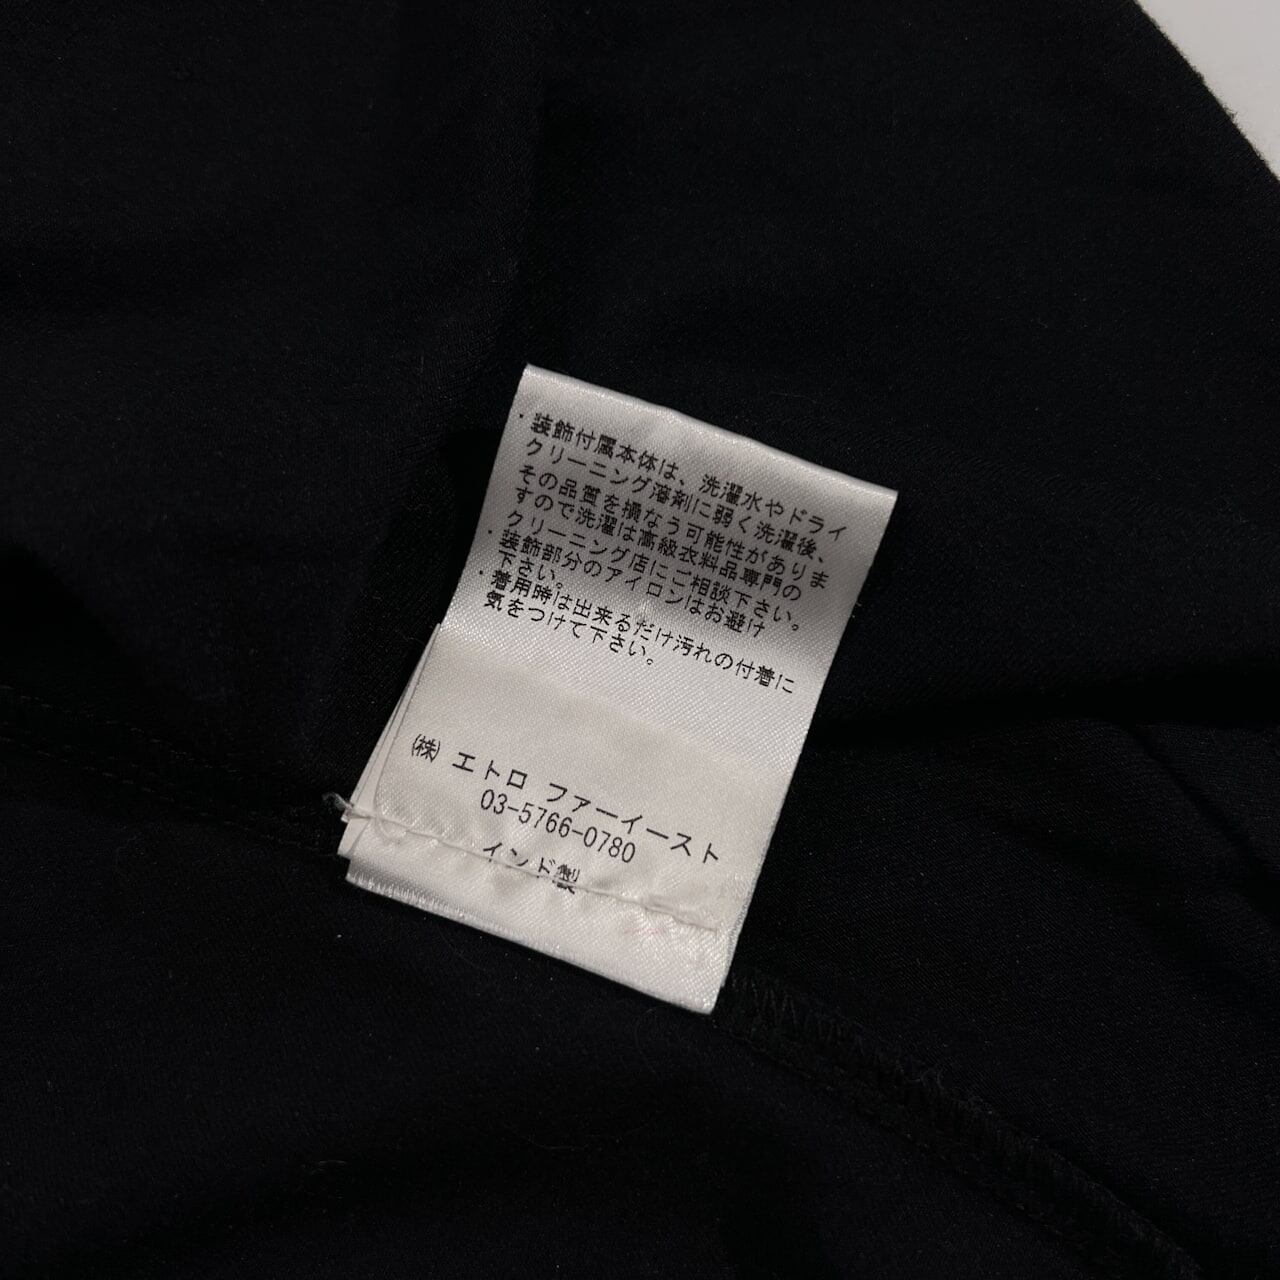 ・装飾付属本体は、洗濯水やドライ
クリーニング溶剤に弱く洗濯後、
その品質を損なう可能性がありま
すので洗濯は高級衣料品専門の
クリーニング店にご相談下さい。
・装飾部分のアイロンはお避け
下さい。
・着用時は出来るだけ汚れの付着に
気をつけて下さい。
㈱ エトロ ファーイースト
03-5766-0780
インド製